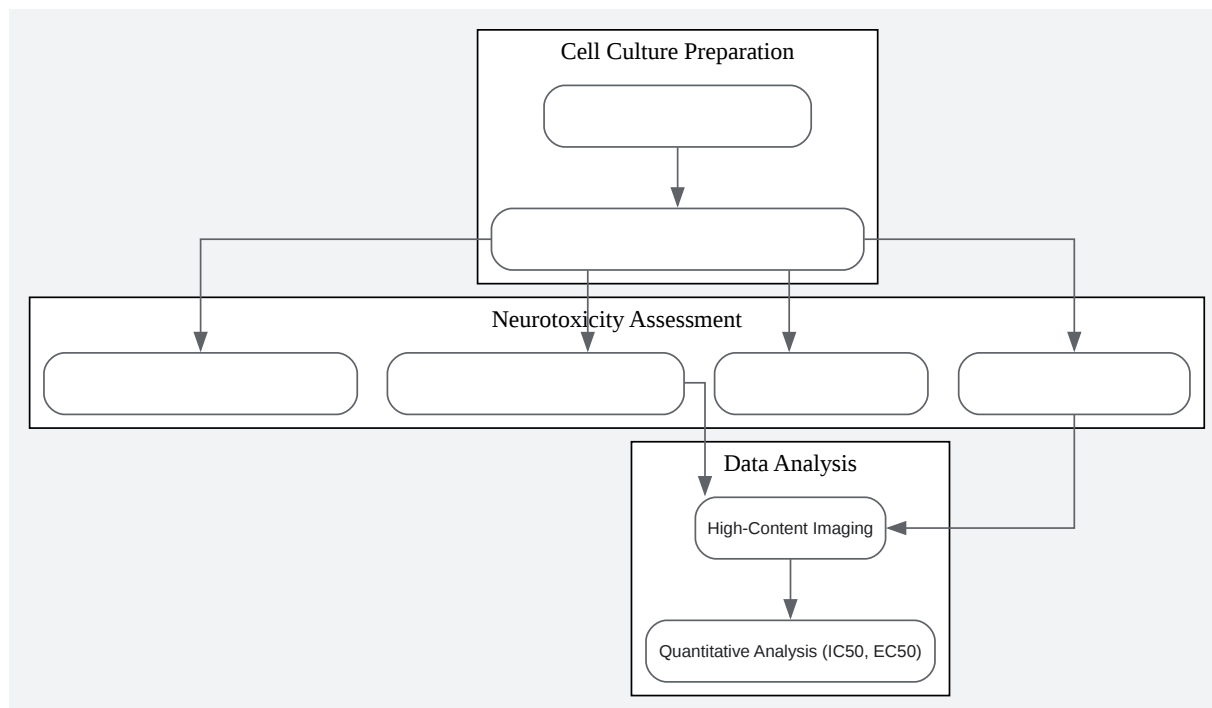 Cell Culture Preparation
Neurotoxicity Assessment
Data Analysis
High-Content Imaging
Quantitative Analysis (IC50, EC50)